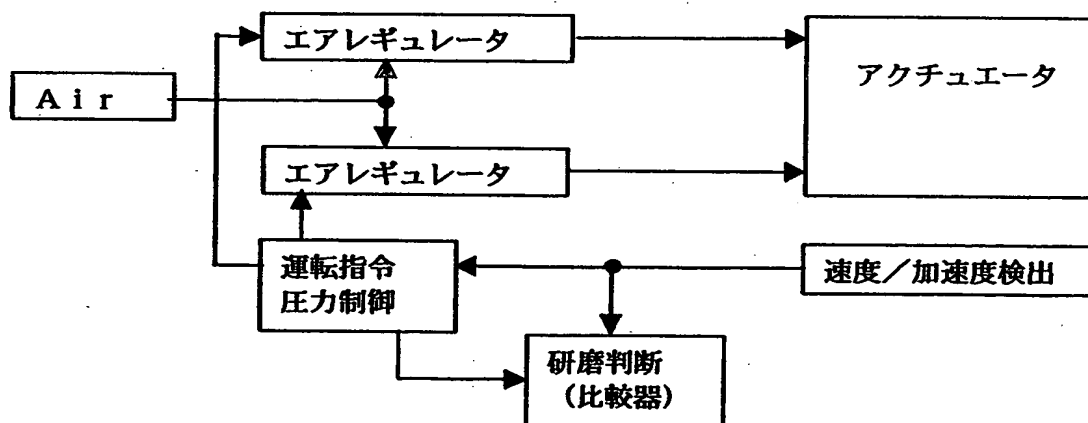 エアレギュレータ
Ａｉｒ
アクチュエータ
エアレギュレータ
運転指令
圧力制御
速度／加速度検出
研磨判断
（比較器）